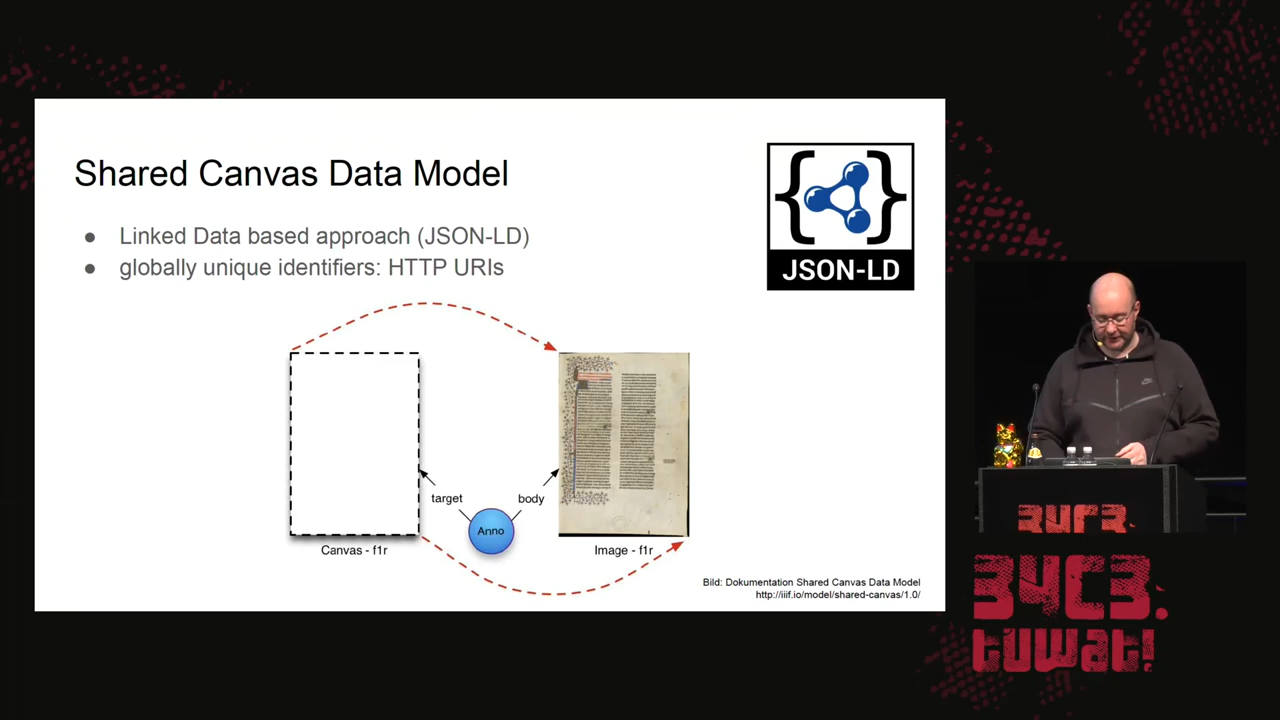 Shared Canvas Data Model
● Linked Data based approach (JSON-LD)
● globally unique identifiers: HTTP URIs
{ }
JSON-LD
target
body
Anno
Canvas - f1r
Image - f1r
Bild: Dokumentation Shared Canvas Data Model
http://iiif.io/model/shared-canvas/1.0/
34C3.
34C3.
tuwat!